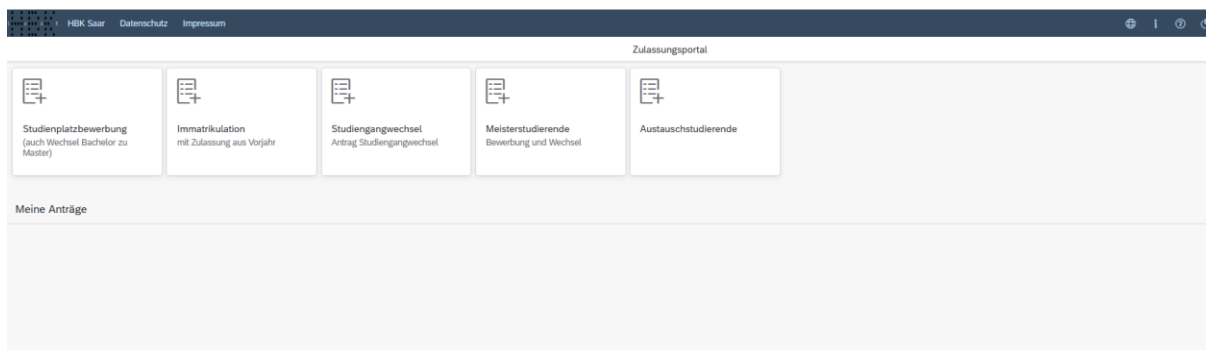 HBK Saar Datenschutz Impressum
Zulassungsportal
Studienplatzbewerbung
(auch Wechsel Bachelor zu
Master)
Immatrikulation
mit Zulassung aus Vorjahr
Studiengangwechsel
Antrag Studiengangwechsel
Meisterstudierende
Bewerbung und Wechsel
Austauschstudierende
Meine Anträge